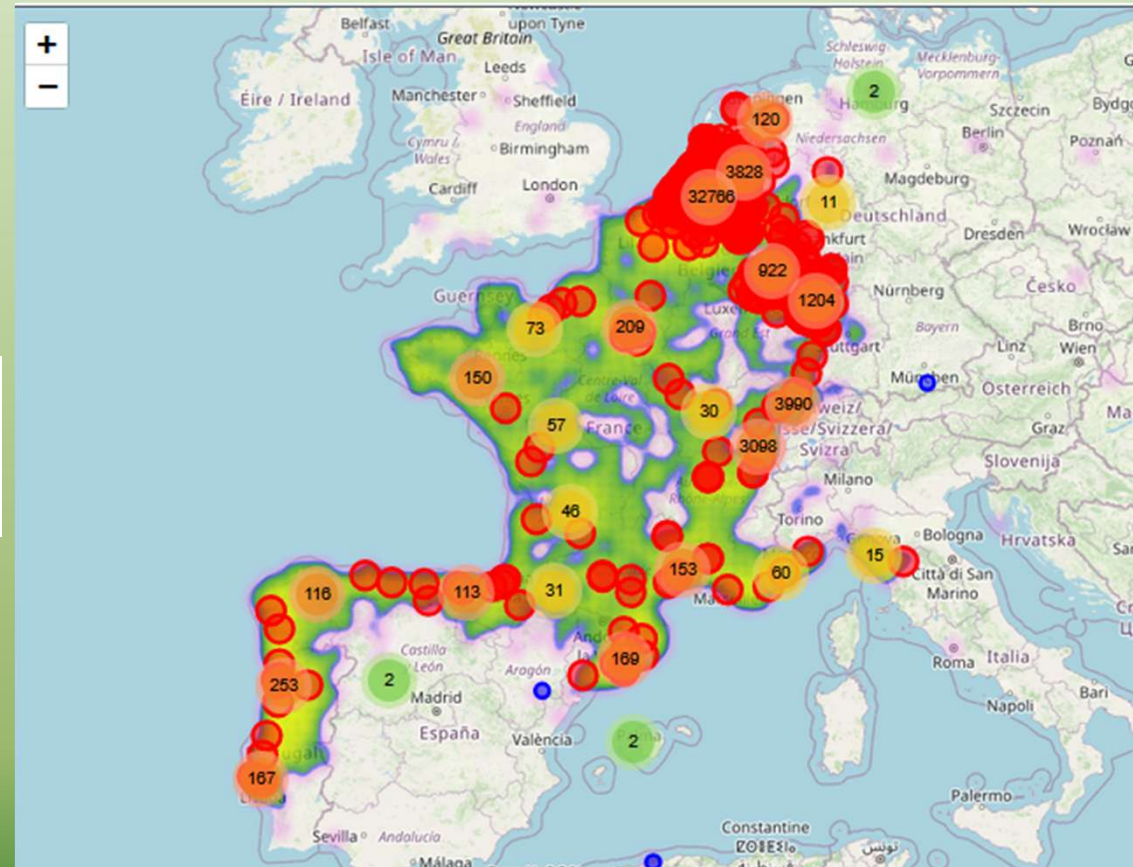 +
−
Belfast
upon Tyne
Great Britain
Isle of Man
Leeds
Éire / Ireland
Manchester
Sheffield
England
Cymru /
Wales
Birmingham
Cardiff
London
Schleswig-
Holstein
Mecklenburg-
Vorpommern
2
Hamburg
Szczecin
120
Niedersachsen
Berlin
Poznań
3828
32766
Magdeburg
11
Deutschland
Dresden
Wrocław
922
Guernsey
1204
Nürnberg
Česko
73
209
Grand Est
Bayern
Brno
Linz
Wien
150
München
Österreich
Centre-Val
de Loire
30
3990
57
France
3098
Svizra
Graz
Slovenija
Milano
46
Torino
Bologna
Hrvatska
153
60
15
Città di San
Marino
116
113
31
Castilla
León
Aragón
169
Roma
Italia
253
2
Madrid
España
València
2
Bari
Napoli
167
Palermo
Sevilla
Andalucía
Málaga
Constantine
تونس